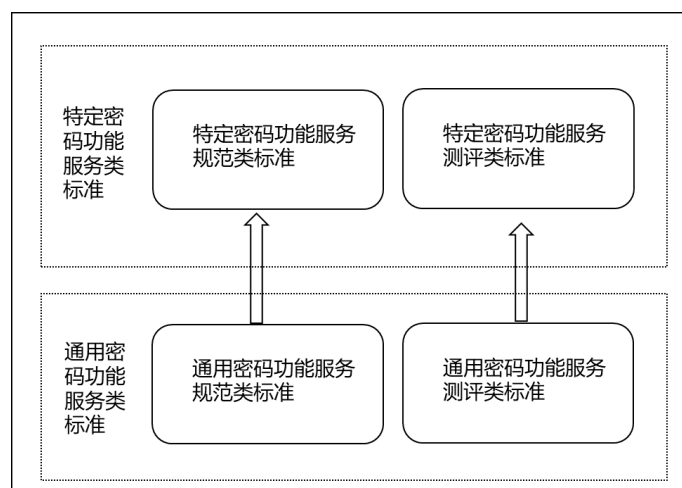 特定密
码功能
服务类
标准
特定密码功能服务
规范类标准
特定密码功能服务
测评类标准
通用密
码功能
服务类
标准
通用密码功能服务
规范类标准
通用密码功能服务
测评类标准